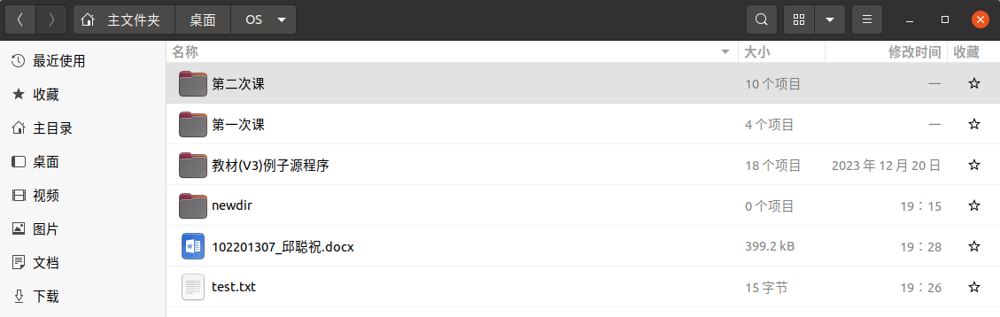 主文件夹 桌面 OS
名称 大小 修改时间 收藏
最近使用
收藏
主目录
桌面
视频
图片
文档
下载
第二次课 10 个项目 —
第一次课 4 个项目 —
教材(V3)例子源程序 18 个项目 2023 年 12 月 20 日
newdir 0 个项目 19：15
102201307_邱聪祝.docx 399.2 kB 19：28
test.txt 15 字节 19：26